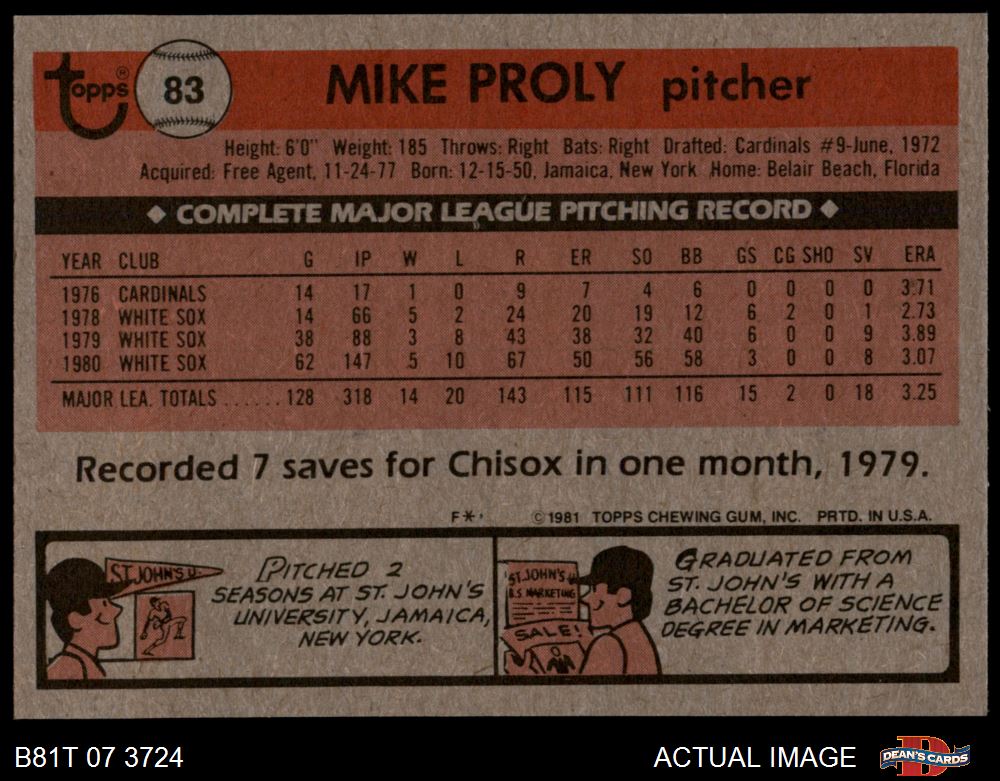 topps® 83 MIKE PROLY pitcher
Height: 6'0" Weight: 185 Throws: Right Bats: Right Drafted: Cardinals #9-June, 1972
Acquired: Free Agent, 11-24-77 Born: 12-15-50, Jamaica, New York Home: Belair Beach, Florida
◆ COMPLETE MAJOR LEAGUE PITCHING RECORD ◆
YEAR CLUB G IP W L R ER SO BB GS CG SHO SV ERA
1976 CARDINALS 14 17 1 0 9 7 4 6 0 0 0 0 3.71
1978 WHITE SOX 14 66 5 2 24 20 19 12 6 2 0 1 2.73
1979 WHITE SOX 38 88 3 8 43 38 32 40 6 0 0 9 3.89
1980 WHITE SOX 62 147 5 10 67 50 56 58 3 0 0 8 3.07
MAJOR LEA. TOTALS ...... 128 318 14 20 143 115 111 116 15 2 0 18 3.25
Recorded 7 saves for Chisox in one month, 1979.
F*· ©1981 TOPPS CHEWING GUM, INC. PRTD. IN U.S.A.
ST. JOHN'S U.
PITCHED 2
SEASONS AT ST. JOHN'S
UNIVERSITY, JAMAICA,
NEW YORK.
ST. JOHN'S U.
B.S MARKETING
SALE!
GRADUATED FROM
ST. JOHN'S WITH A
BACHELOR OF SCIENCE
DEGREE IN MARKETING.
B81T 07 3724 ACTUAL IMAGE DEAN'S CARDS